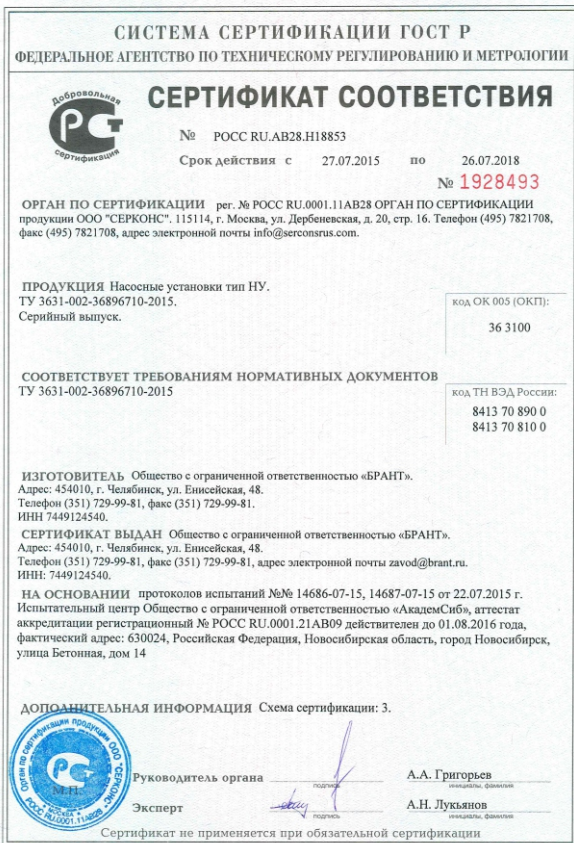 СИСТЕМА СЕРТИФИКАЦИИ ГОСТ Р
ФЕДЕРАЛЬНОЕ АГЕНТСТВО ПО ТЕХНИЧЕСКОМУ РЕГУЛИРОВАНИЮ И МЕТРОЛОГИИ
Добровольная
сертификация
СЕРТИФИКАТ СООТВЕТСТВИЯ
№ РОСС RU.АВ28.Н18853
Срок действия с 27.07.2015 по 26.07.2018
№ 1928493
ОРГАН ПО СЕРТИФИКАЦИИ рег. № РОСС RU.0001.11АВ28 ОРГАН ПО СЕРТИФИКАЦИИ
продукции ООО "СЕРКОНС". 115114, г. Москва, ул. Дербеневская, д. 20, стр. 16. Телефон (495) 7821708,
факс (495) 7821708, адрес электронной почты info@serconsrus.com.
ПРОДУКЦИЯ Насосные установки тип НУ.
ТУ 3631-002-36896710-2015.
Серийный выпуск.
код ОК 005 (ОКП):
36 3100
СООТВЕТСТВУЕТ ТРЕБОВАНИЯМ НОРМАТИВНЫХ ДОКУМЕНТОВ
ТУ 3631-002-36896710-2015
код ТН ВЭД России:
8413 70 890 0
8413 70 810 0
ИЗГОТОВИТЕЛЬ Общество с ограниченной ответственностью «БРАНТ».
Адрес: 454010, г. Челябинск, ул. Енисейская, 48.
Телефон (351) 729-99-81, факс (351) 729-99-81.
ИНН 7449124540.
СЕРТИФИКАТ ВЫДАН Общество с ограниченной ответственностью «БРАНТ».
Адрес: 454010, г. Челябинск, ул. Енисейская, 48.
Телефон (351) 729-99-81, факс (351) 729-99-81, адрес электронной почты zavod@brant.ru.
ИНН: 7449124540.
НА ОСНОВАНИИ протоколов испытаний №№ 14686-07-15, 14687-07-15 от 22.07.2015 г.
Испытательный центр Общество с ограниченной ответственностью «АкадемСиб», аттестат
аккредитации регистрационный № РОСС RU.0001.21АВ09 действителен до 01.08.2016 года,
фактический адрес: 630024, Российская Федерация, Новосибирская область, город Новосибирск,
улица Бетонная, дом 14
ДОПОЛНИТЕЛЬНАЯ ИНФОРМАЦИЯ Схема сертификации: 3.
Орган по сертификации продукции ООО "СЕРКОНС"
МОСКВА
РОСС RU.0001.11АВ28
М.П.
Руководитель органа
подпись
А.А. Григорьев
инициалы, фамилия
Эксперт
подпись
А.Н. Лукьянов
инициалы, фамилия
Сертификат не применяется при обязательной сертификации